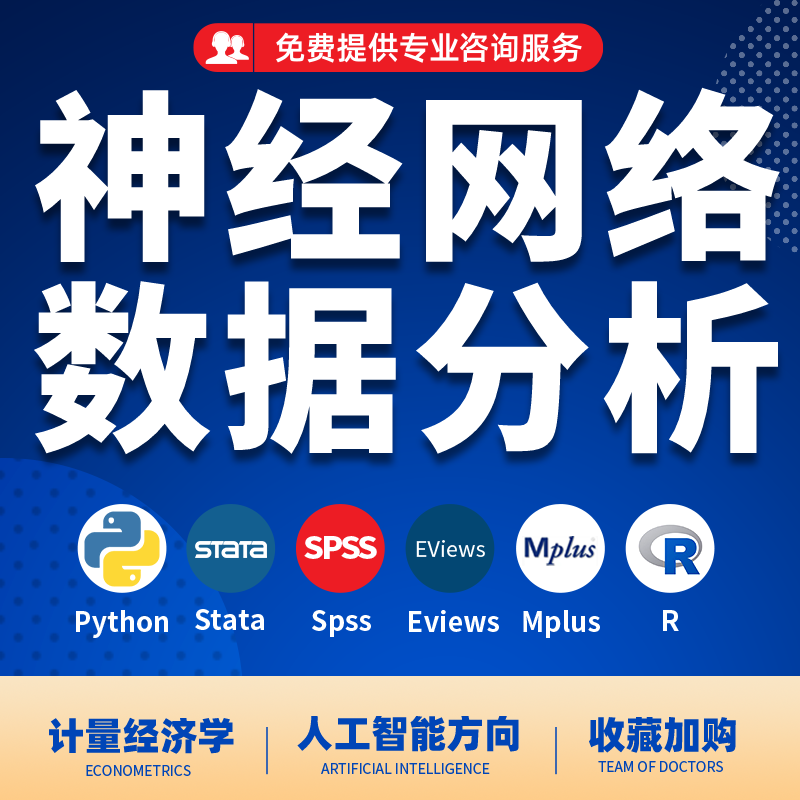 免费提供专业咨询服务
神经网络
数据分析
STATA SPSS EViews Mplus R
Python Stata Spss Eviews Mplus R
计量经济学 人工智能方向 收藏加购
ECONOMETRICS ARTIFICIAL INTELLIGENCE TEAM OF DOCTORS